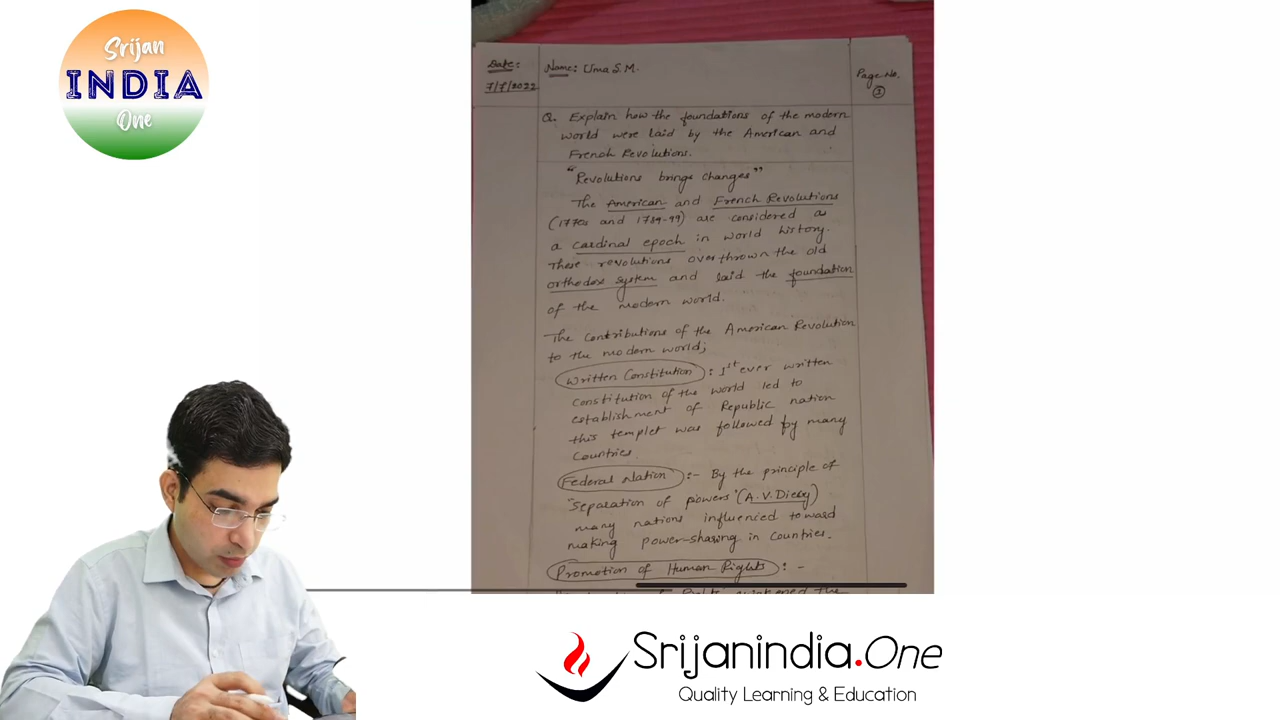 Srijan
INDIA
One
Date:
7/7/2022
Name: Uma S.M.
Page No.
1
Q. Explain how the foundations of the modern
world were laid by the American and
French Revolutions.
"Revolutions brings changes"
The American and French Revolutions
(1770s and 1789-99) are considered as
a cardinal epoch in world history.
These revolutions overthrown the old
orthodox system and laid the foundation
of the modern world.
The contributions of the American Revolution
to the modern world;
Written Constitution : 1st ever written
constitution of the world led to
establishment of Republic nation
this templet was followed by many
Countries
Federal Nation :- By the principle of
"Separation of powers" (A.V. Dicey)
many nations influenced toward
making power-sharing in Countries.
Promotion of Human Rights : -
the
Srijanindia.One
Quality Learning & Education